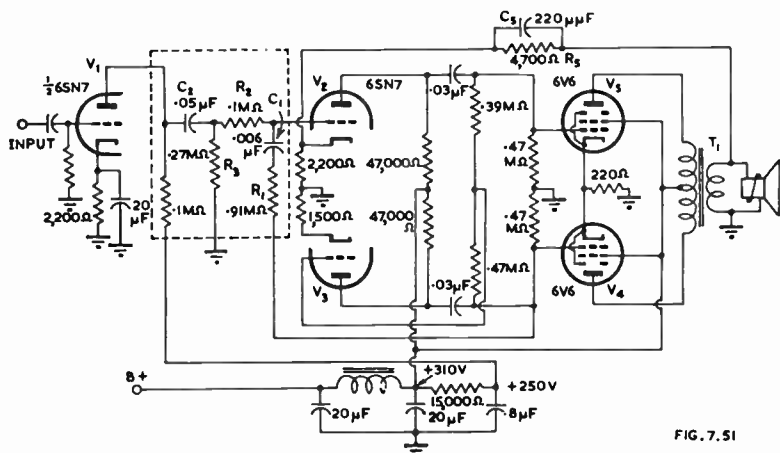 C5 220μμF
4,700Ω R5
V1
½6SN7
C2
.05μF
R2
.1MΩ
C1
V2
6SN7
.03μF
6V6
V5
INPUT
.27MΩ
R3
.006
μF
.39MΩ
2,200Ω
47,000Ω
.47
MΩ
220Ω
T1
2,200Ω
20
μF
.1MΩ
R1
.91MΩ
1,500Ω
47,000
Ω
.47
MΩ
V3
.47MΩ
.03μF
6V6
V4
B+
+310V
+250V
20μF
20μF
15,000Ω
8μF
FIG. 7.51